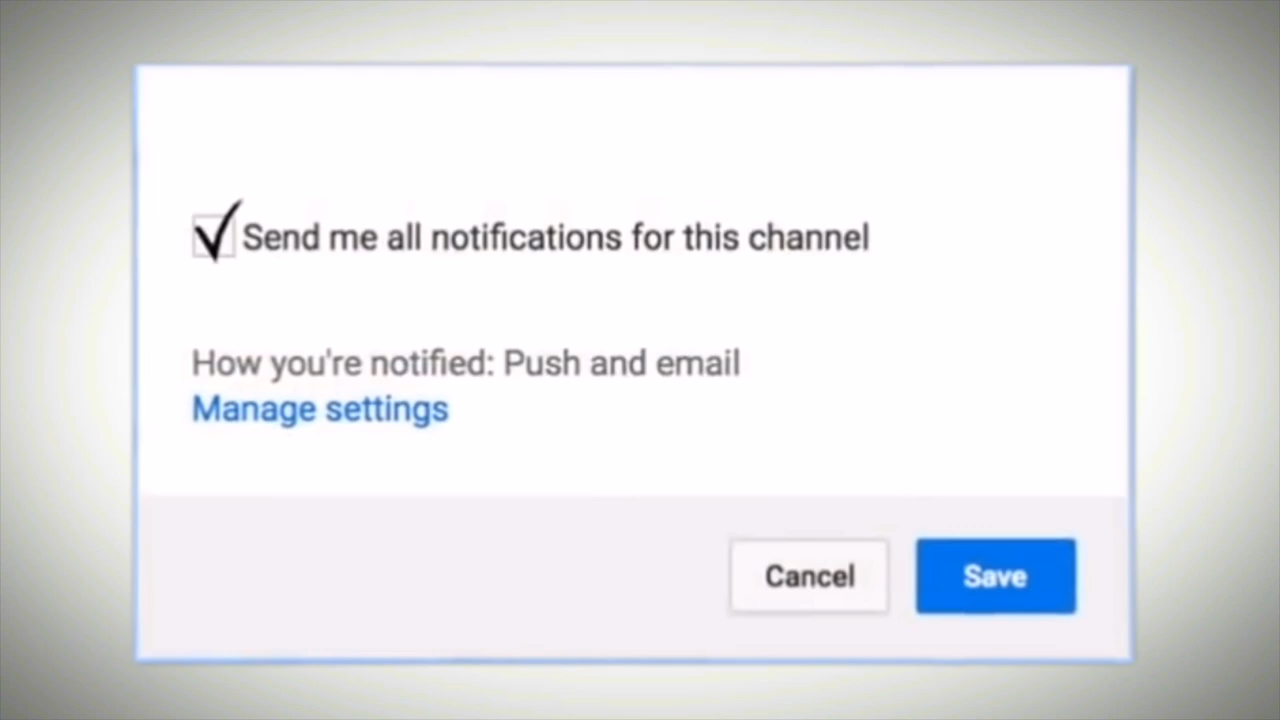 Send me all notifications for this channel
How you're notified: Push and email
Manage settings
Cancel
Save